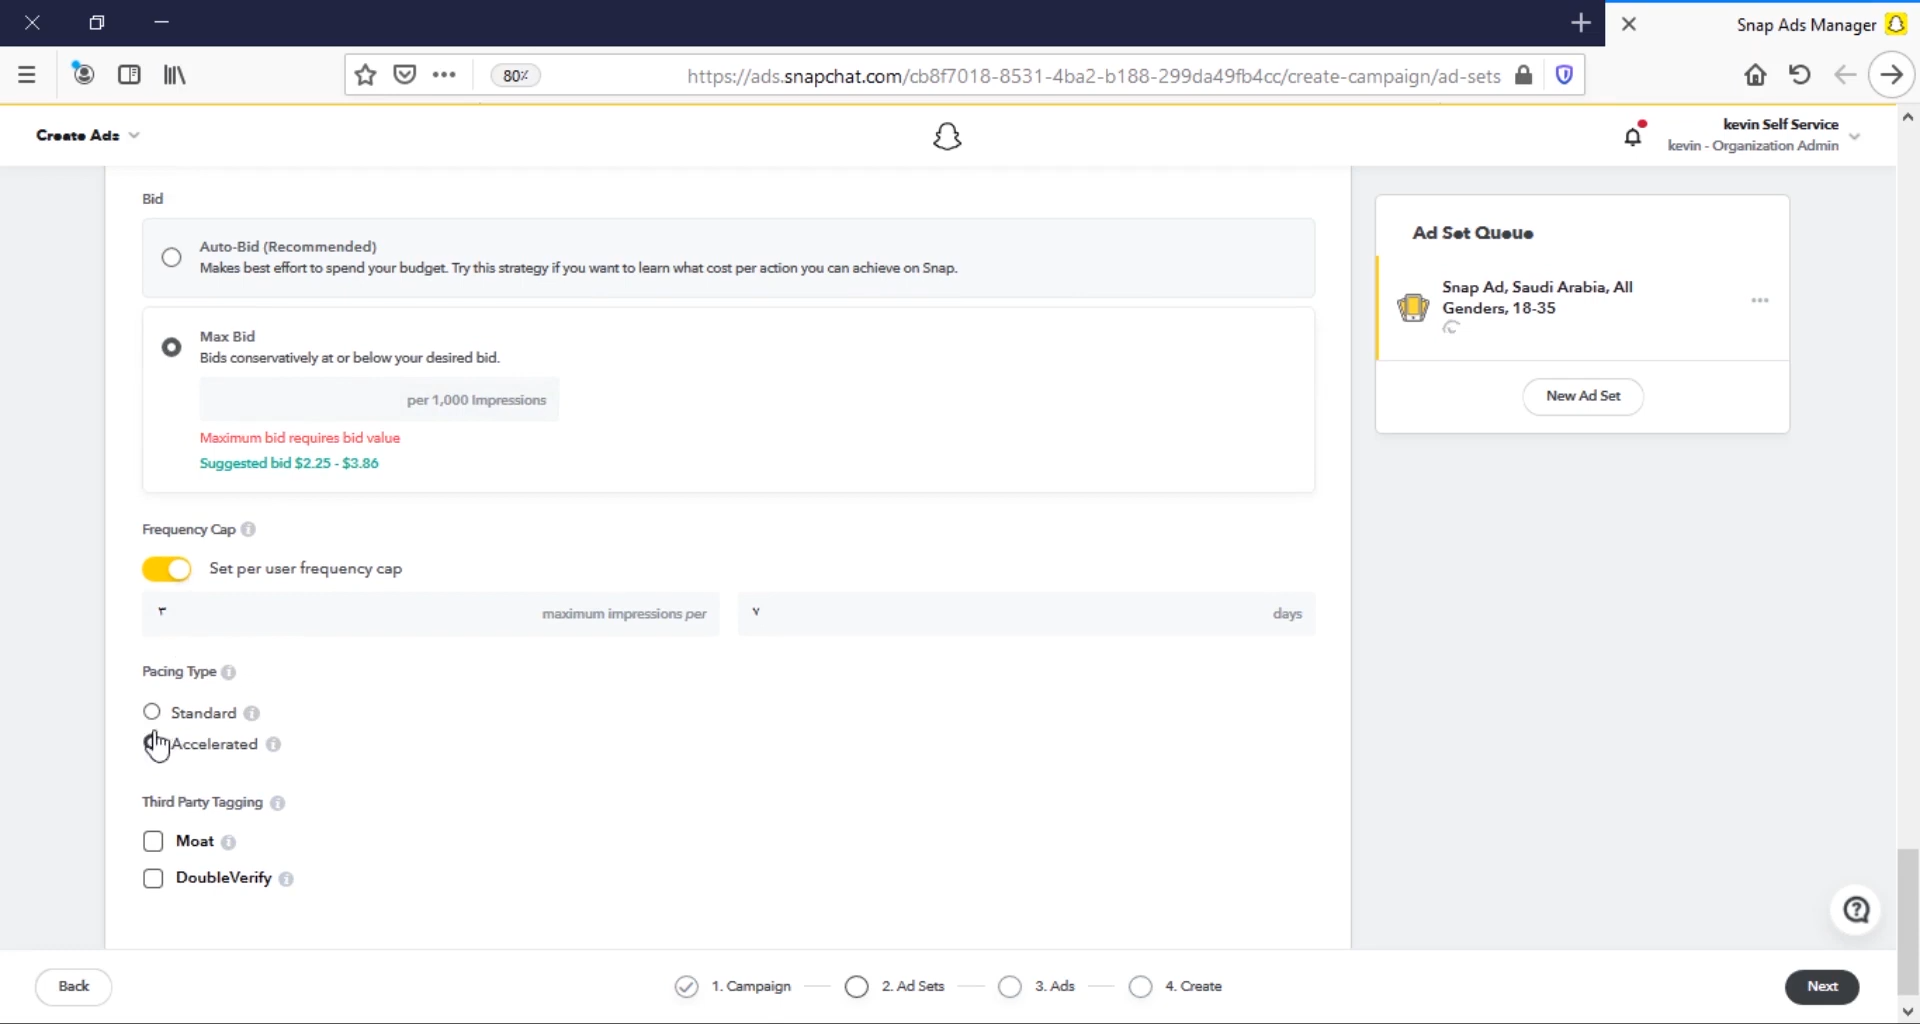 Snap Ads Manager
80٪
https://ads.snapchat.com/cb8f7018-8531-4ba2-b188-299da49fb4cc/create-campaign/ad-sets
Create Ads
kevin Self Service
kevin - Organization Admin
Bid
Auto-Bid (Recommended)
Makes best effort to spend your budget. Try this strategy if you want to learn what cost per action you can achieve on Snap.
Max Bid
Bids conservatively at or below your desired bid.
per 1,000 Impressions
Maximum bid requires bid value
Suggested bid $2.25 - $3.86
Frequency Cap
Set per user frequency cap
٣ maximum impressions per
٧ days
Pacing Type
Standard
Accelerated
Third Party Tagging
Moat
DoubleVerify
Ad Set Queue
Snap Ad, Saudi Arabia, All
Genders, 18-35
New Ad Set
Back
1. Campaign
2. Ad Sets
3. Ads
4. Create
Next